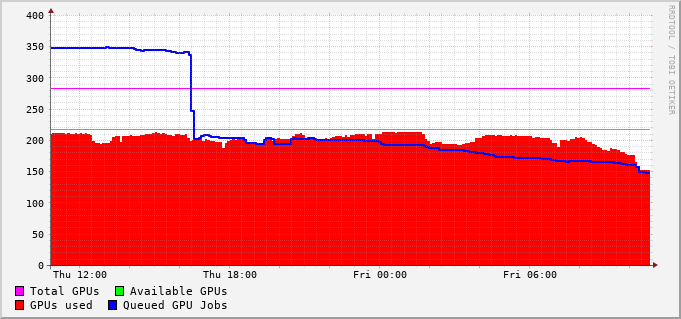 400
350
300
250
200
150
100
50
0
Thu 12:00 Thu 18:00 Fri 00:00 Fri 06:00
RRDTOOL / TOBI OETIKER
Total GPUs Available GPUs
GPUs used Queued GPU Jobs